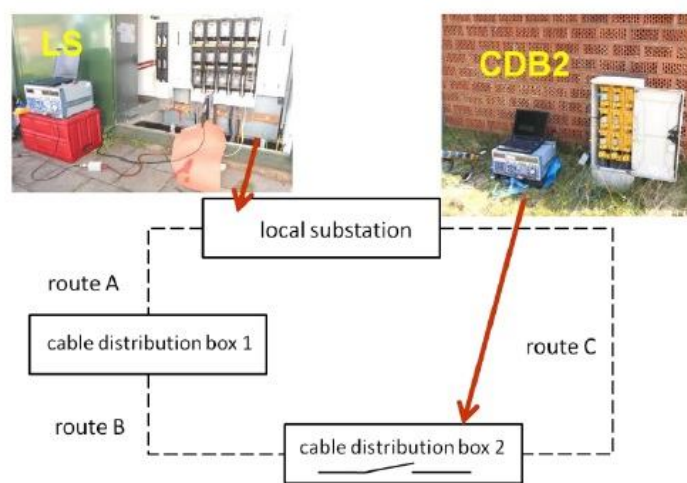 LS
CDB2
local substation
route A
cable distribution box 1
route C
route B
cable distribution box 2